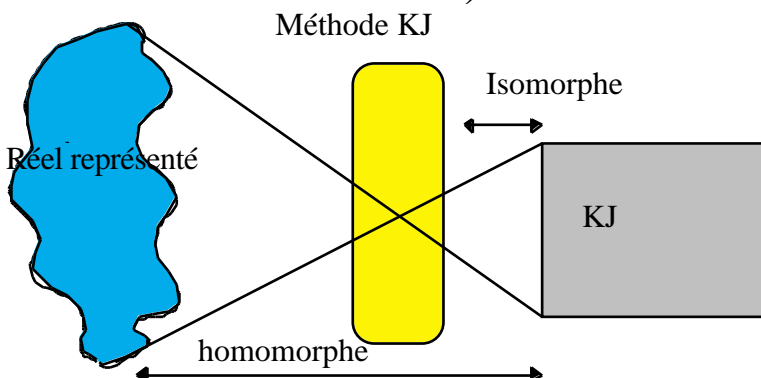 )
Méthode KJ
Isomorphe
Réel représenté
KJ
homomorphe